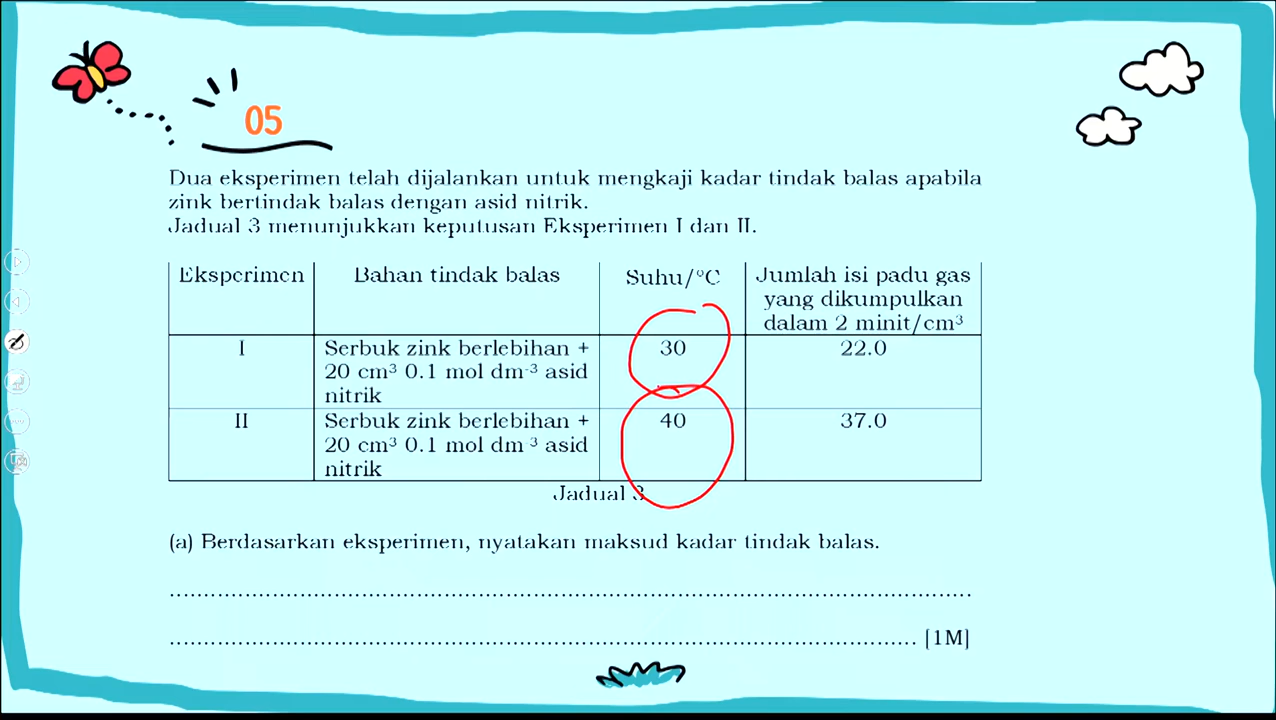 05
Dua eksperimen telah dijalankan untuk mengkaji kadar tindak balas apabila
zink bertindak balas dengan asid nitrik.
Jadual 3 menunjukkan keputusan Eksperimen I dan II.
Eksperimen Bahan tindak balas Suhu/°C Jumlah isi padu gas
yang dikumpulkan
dalam 2 minit/cm³
I Serbuk zink berlebihan + 30 22.0
20 cm³ 0.1 mol dm⁻³ asid
nitrik
II Serbuk zink berlebihan + 40 37.0
20 cm³ 0.1 mol dm ³ asid
nitrik
Jadual 3
(a) Berdasarkan eksperimen, nyatakan maksud kadar tindak balas.
[1M]